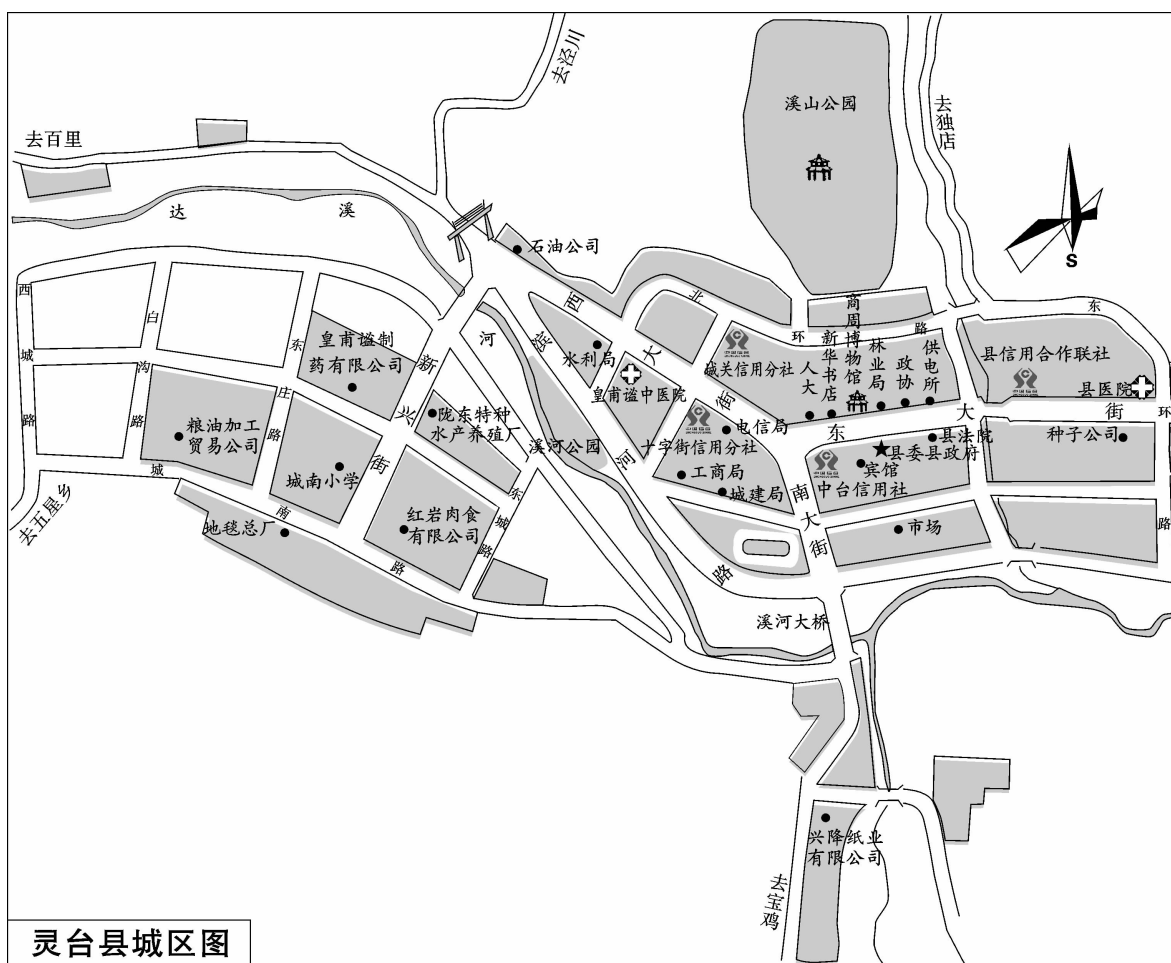 去泾川
溪山公园
去独店
去百里
达溪
石油公司
S
西城路
白沟路
东庄路
皇甫谧制
药有限公司
新兴街
河
滨河路
水利局
西大街
北环路
皇甫谧中医院
城关信用分社
人大
新华书店
商周博物馆
林业局
政协
供电所
东环路
县信用合作联社
县医院
粮油加工
贸易公司
城南小学
陇东特种
水产养殖厂
溪河公园
十字街信用分社
电信局
工商局
城建局
东大街
县法院
县委县政府
宾馆
中台信用社
种子公司
南大街
市场
去五星乡
城南路
地毯总厂
红岩肉食
有限公司
东城路
溪河大桥
兴降纸业
有限公司
去宝鸡
灵台县城区图